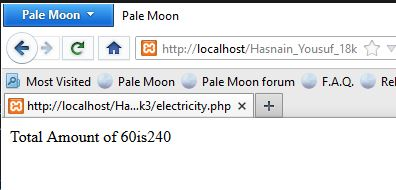 Pale Moon Pale Moon
http://localhost/Hasnain_Yousuf_18k
Most Visited Pale Moon Pale Moon forum F.A.Q. Rel
http://localhost/Ha...k3/electricity.php × +
Total Amount of 60is240